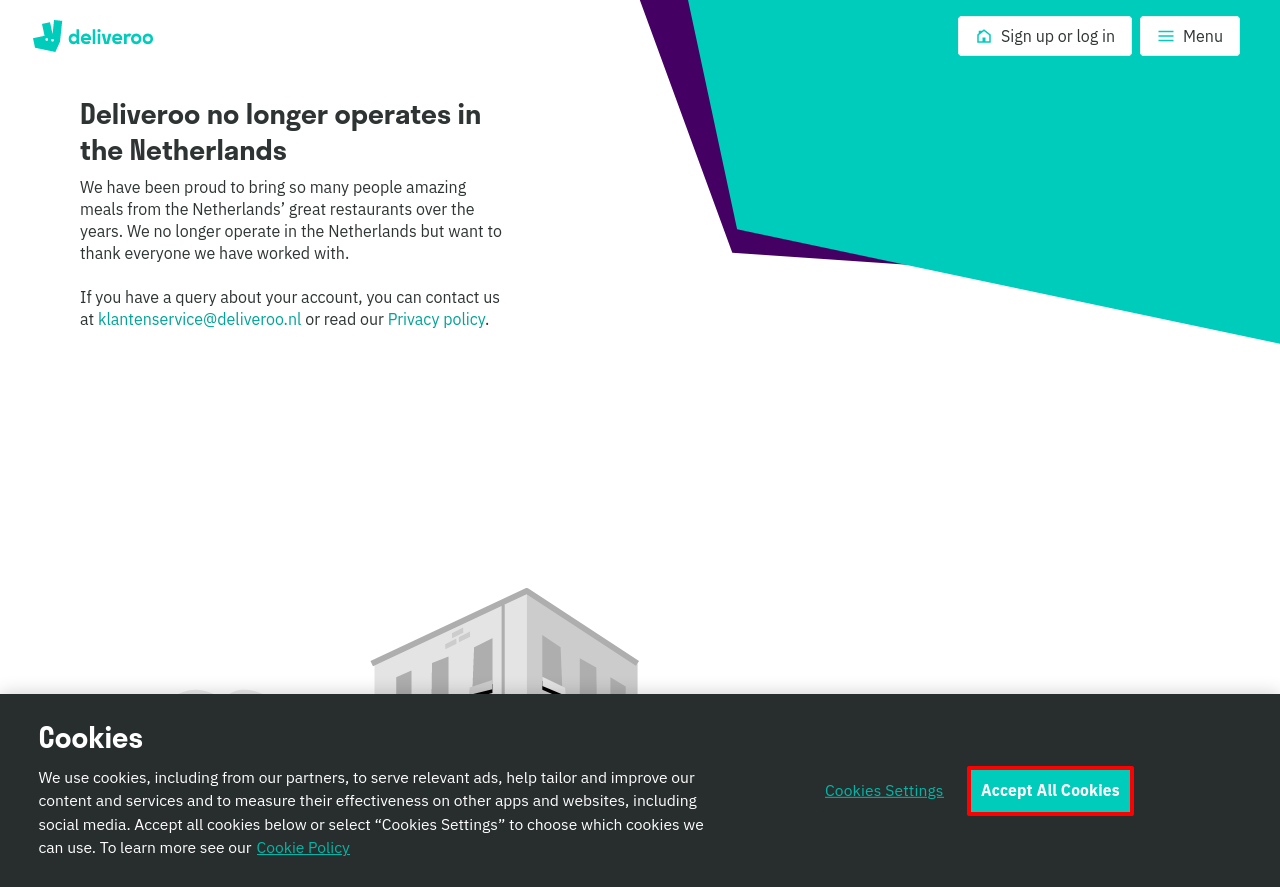 deliveroo
Sign up or log in
Menu
Deliveroo no longer operates in
the Netherlands
We have been proud to bring so many people amazing
meals from the Netherlands’ great restaurants over the
years. We no longer operate in the Netherlands but want to
thank everyone we have worked with.
If you have a query about your account, you can contact us
at klantenservice@deliveroo.nl or read our Privacy policy.
Cookies
We use cookies, including from our partners, to serve relevant ads, help tailor and improve our
content and services and to measure their effectiveness on other apps and websites, including
social media. Accept all cookies below or select “Cookies Settings” to choose which cookies we
can use. To learn more see our Cookie Policy
Cookies Settings
Accept All Cookies